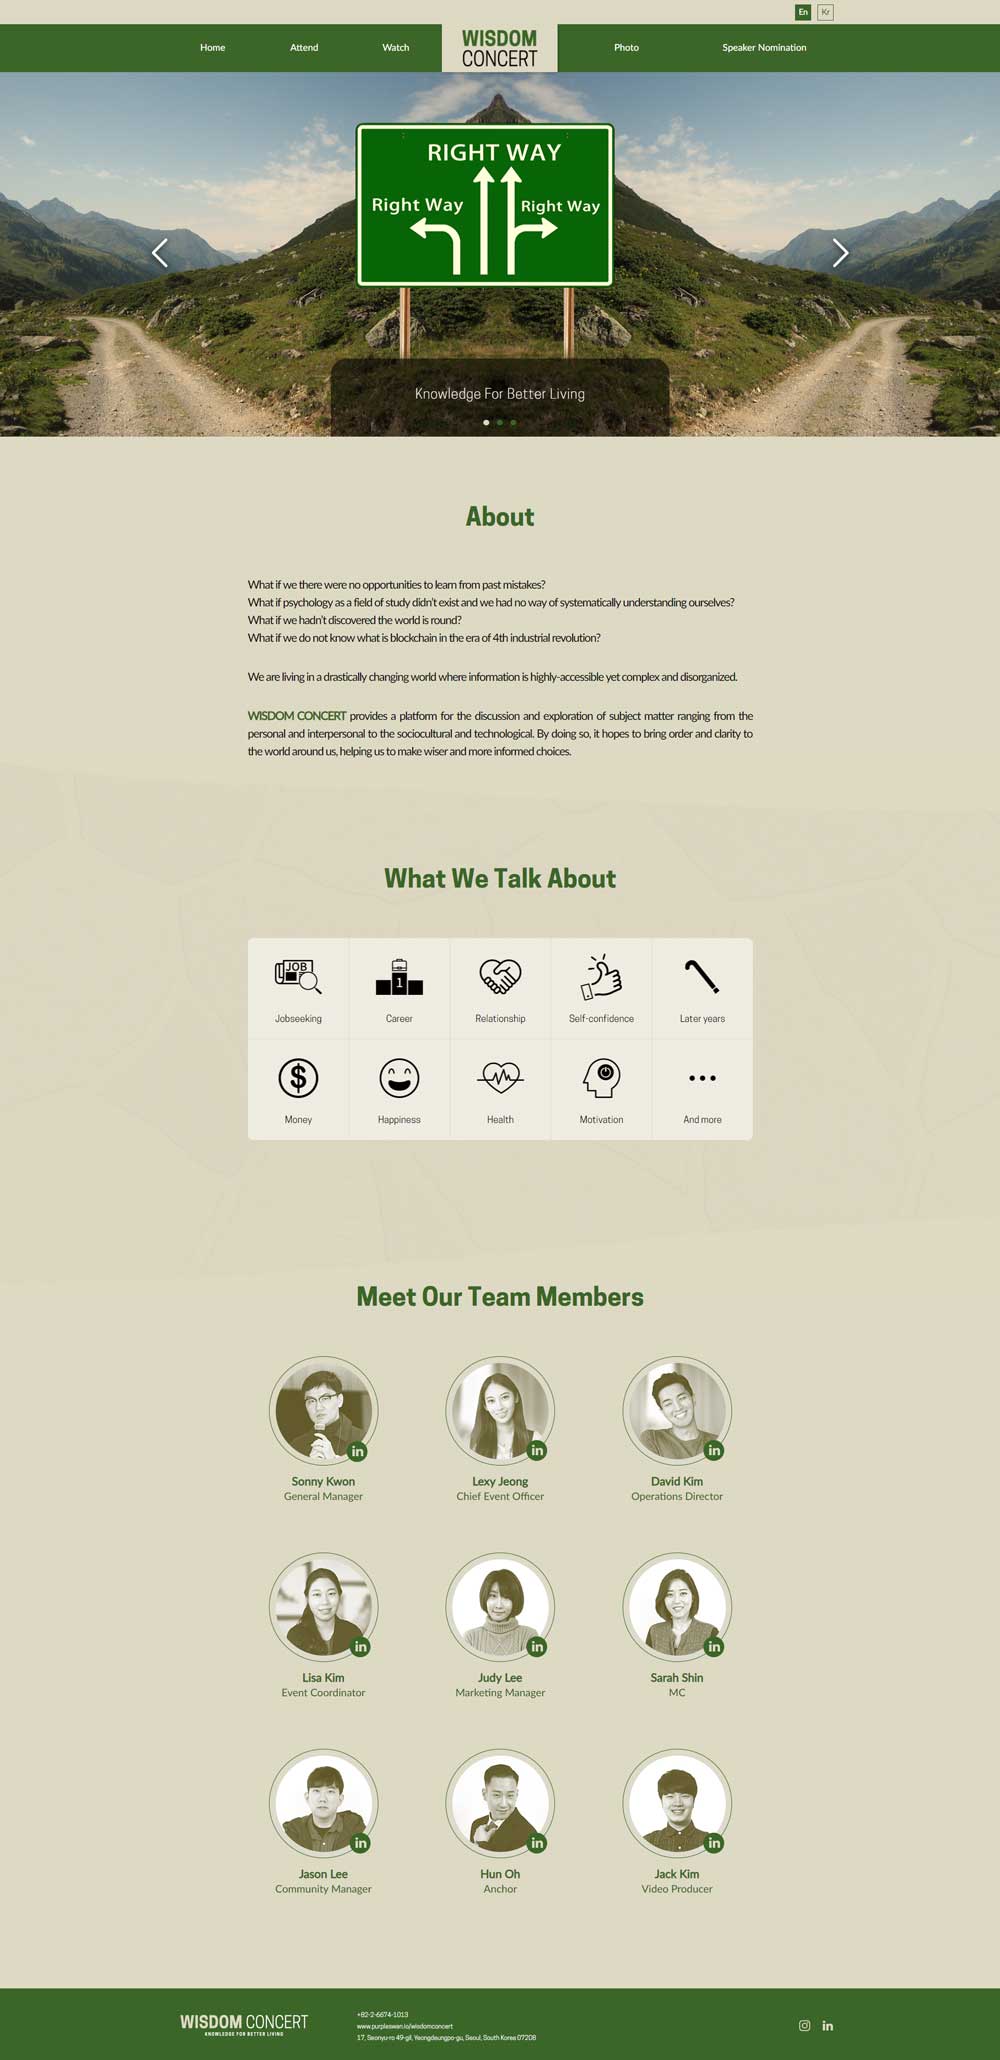 En Kr
Home Attend Watch WISDOM CONCERT Photo Speaker Nomination
RIGHT WAY
Right Way Right Way
Knowledge For Better Living
About
What if we there were no opportunities to learn from past mistakes?
What if psychology as a field of study didn't exist and we had no way of systematically understanding ourselves?
What if we hadn't discovered the world is round?
What if we do not know what is blockchain in the era of 4th industrial revolution?
We are living in a drastically changing world where information is highly-accessible yet complex and disorganized.
WISDOM CONCERT provides a platform for the discussion and exploration of subject matter ranging from the
personal and interpersonal to the sociocultural and technological. By doing so, it hopes to bring order and clarity to
the world around us, helping us to make wiser and more informed choices.
What We Talk About
JOB 1
Jobseeking Career Relationship Self-confidence Later years
$
Money Happiness Health Motivation And more
Meet Our Team Members
in in in
Sonny Kwon Lexy Jeong David Kim
General Manager Chief Event Officer Operations Director
in in in
Lisa Kim Judy Lee Sarah Shin
Event Coordinator Marketing Manager MC
in in in
Jason Lee Hun Oh Jack Kim
Community Manager Anchor Video Producer
WISDOM CONCERT
KNOWLEDGE FOR BETTER LIVING
+82-2-6674-1013
www.purpleswan.io/wisdomconcert
17, Seonyu-ro 49-gil, Yeongdeungpo-gu, Seoul, South Korea 07208
in